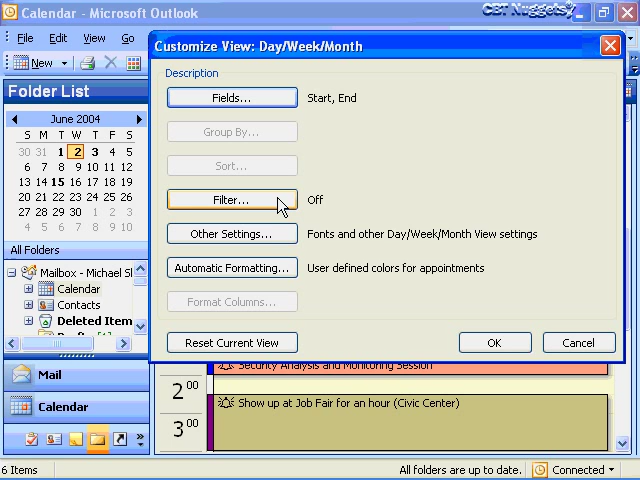 Calendar - Microsoft Outlook
CBT Nuggets
File Edit View Go
New
Folder List
June 2004
S M T W T F S
30 31 1 2 3 4 5
6 7 8 9 10 11 12
13 14 15 16 17 18 19
20 21 22 23 24 25 26
27 28 29 30 1 2 3
4 5 6 7 8 9 10
All Folders
Mailbox - Michael Sl
Calendar
Contacts
Deleted Item
Mail
Calendar
6 Items
Customize View: Day/Week/Month
Description
Fields... Start, End
Group By...
Sort...
Filter... Off
Other Settings... Fonts and other Day/Week/Month View settings
Automatic Formatting... User defined colors for appointments
Format Columns...
Reset Current View OK Cancel
Security Analysis and Monitoring Session
2 00
Show up at Job Fair for an hour (Civic Center)
3 00
All folders are up to date. Connected